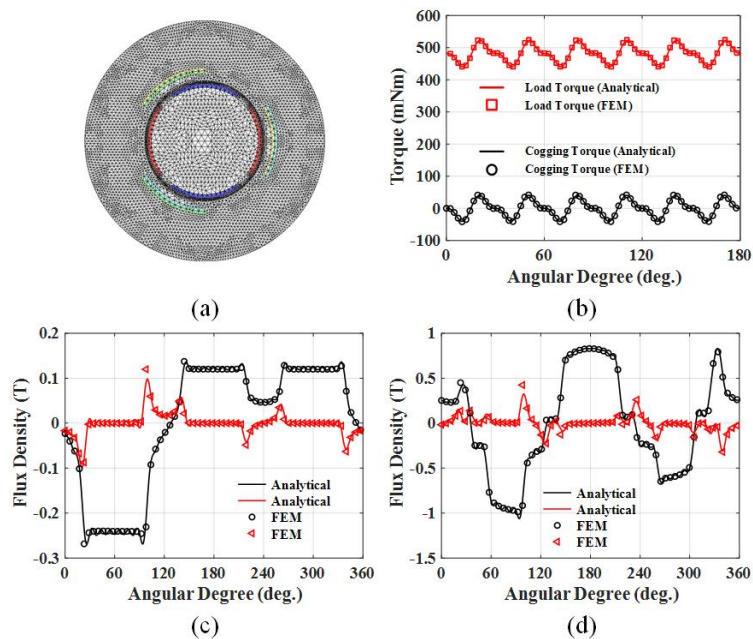 600
500
400
300
200
100
0
-100
Torque (mNm)
Load Torque (Analytical)
Load Torque (FEM)
Cogging Torque (Analytical)
Cogging Torque (FEM)
0 60 120 180
Angular Degree (deg.)
(a)
(b)
0.2
0.1
0
-0.1
-0.2
-0.3
Flux Density (T)
Analytical
Analytical
FEM
FEM
0 60 120 180 240 300 360
Angular Degree (deg.)
(c)
1
0.5
0
-0.5
-1
-1.5
Flux Density (T)
Analytical
Analytical
FEM
FEM
0 60 120 180 240 300 360
Angular Degree (deg.)
(d)